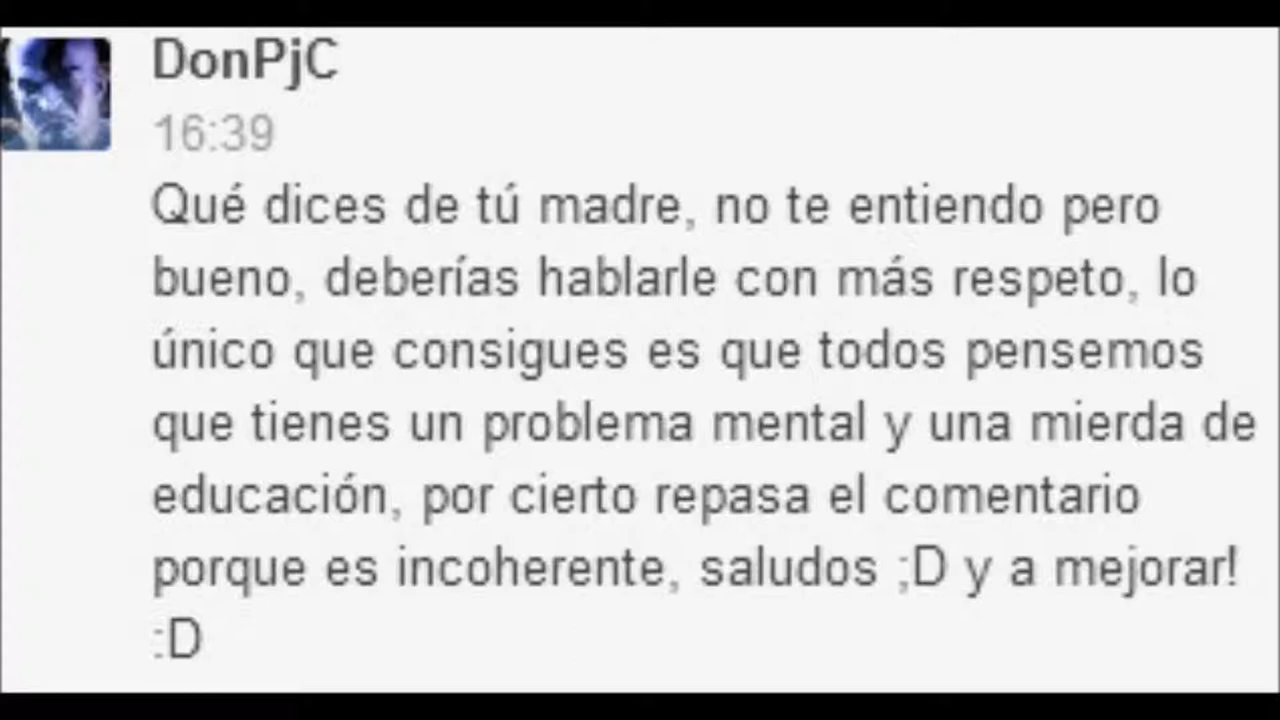 DonPjC
16:39
Qué dices de tú madre, no te entiendo pero
bueno, deberías hablarle con más respeto, lo
único que consigues es que todos pensemos
que tienes un problema mental y una mierda de
educación, por cierto repasa el comentario
porque es incoherente, saludos ;D y a mejorar!
:D